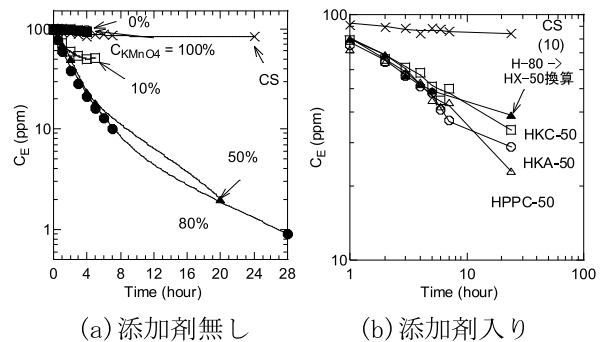 100
10
1
C_E (ppm)
0%
C_KMnO4 = 100%
CS
10%
50%
80%
0 4 8 12 16 20 24 28
Time (hour)
(a) 添加剤無し
100
10
C_E (ppm)
CS
(10)
H-80 ->
HX-50換算
HKC-50
HKA-50
HPPC-50
1 10 100
Time (hour)
(b) 添加剤入り